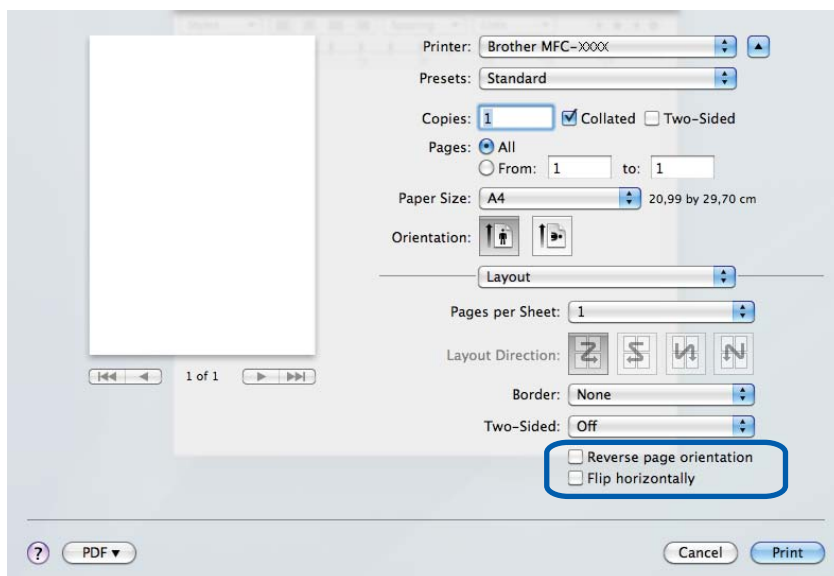 Printer: Brother MFC-XXXX
Presets: Standard
Copies: 1 Collated Two-Sided
Pages: All
From: 1 to: 1
Paper Size: A4 20,99 by 29,70 cm
Orientation:
Layout
Pages per Sheet: 1
Layout Direction:
Border: None
Two-Sided: Off
Reverse page orientation
Flip horizontally
1 of 1
? PDF▼ Cancel Print